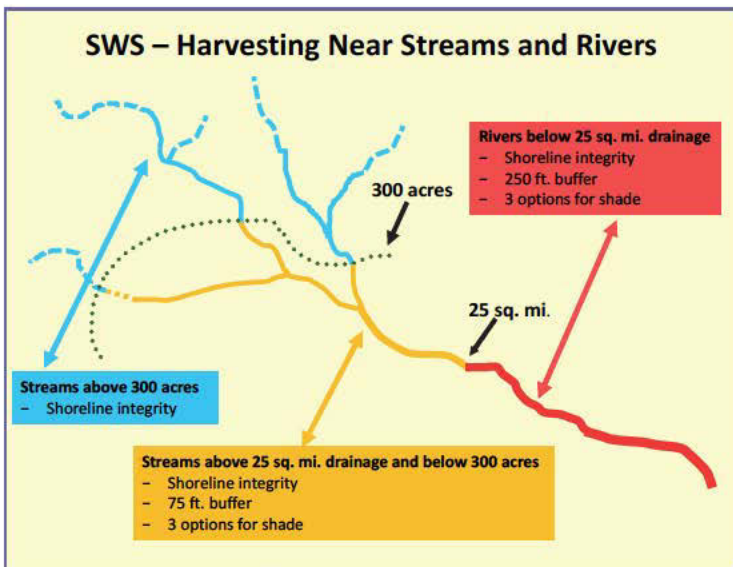 SWS – Harvesting Near Streams and Rivers
Rivers below 25 sq. mi. drainage
– Shoreline integrity
– 250 ft. buffer
– 3 options for shade
300 acres
25 sq. mi.
Streams above 300 acres
– Shoreline integrity
Streams above 25 sq. mi. drainage and below 300 acres
– Shoreline integrity
– 75 ft. buffer
– 3 options for shade